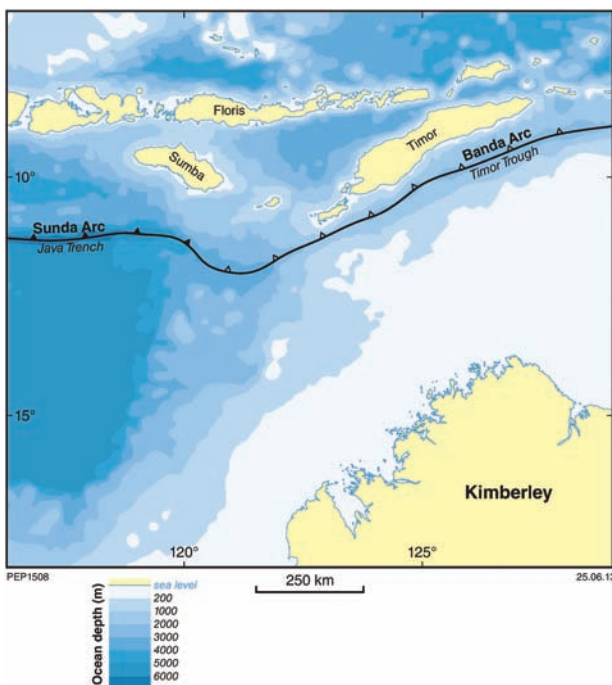 Floris
Timor
Sumba
Banda Arc
Timor Trough
10°
Sunda Arc
Java Trench
15°
Kimberley
120°
125°
PEP1508
250 km
25.06.13
Ocean depth (m)
sea level
200
1000
2000
3000
4000
5000
6000